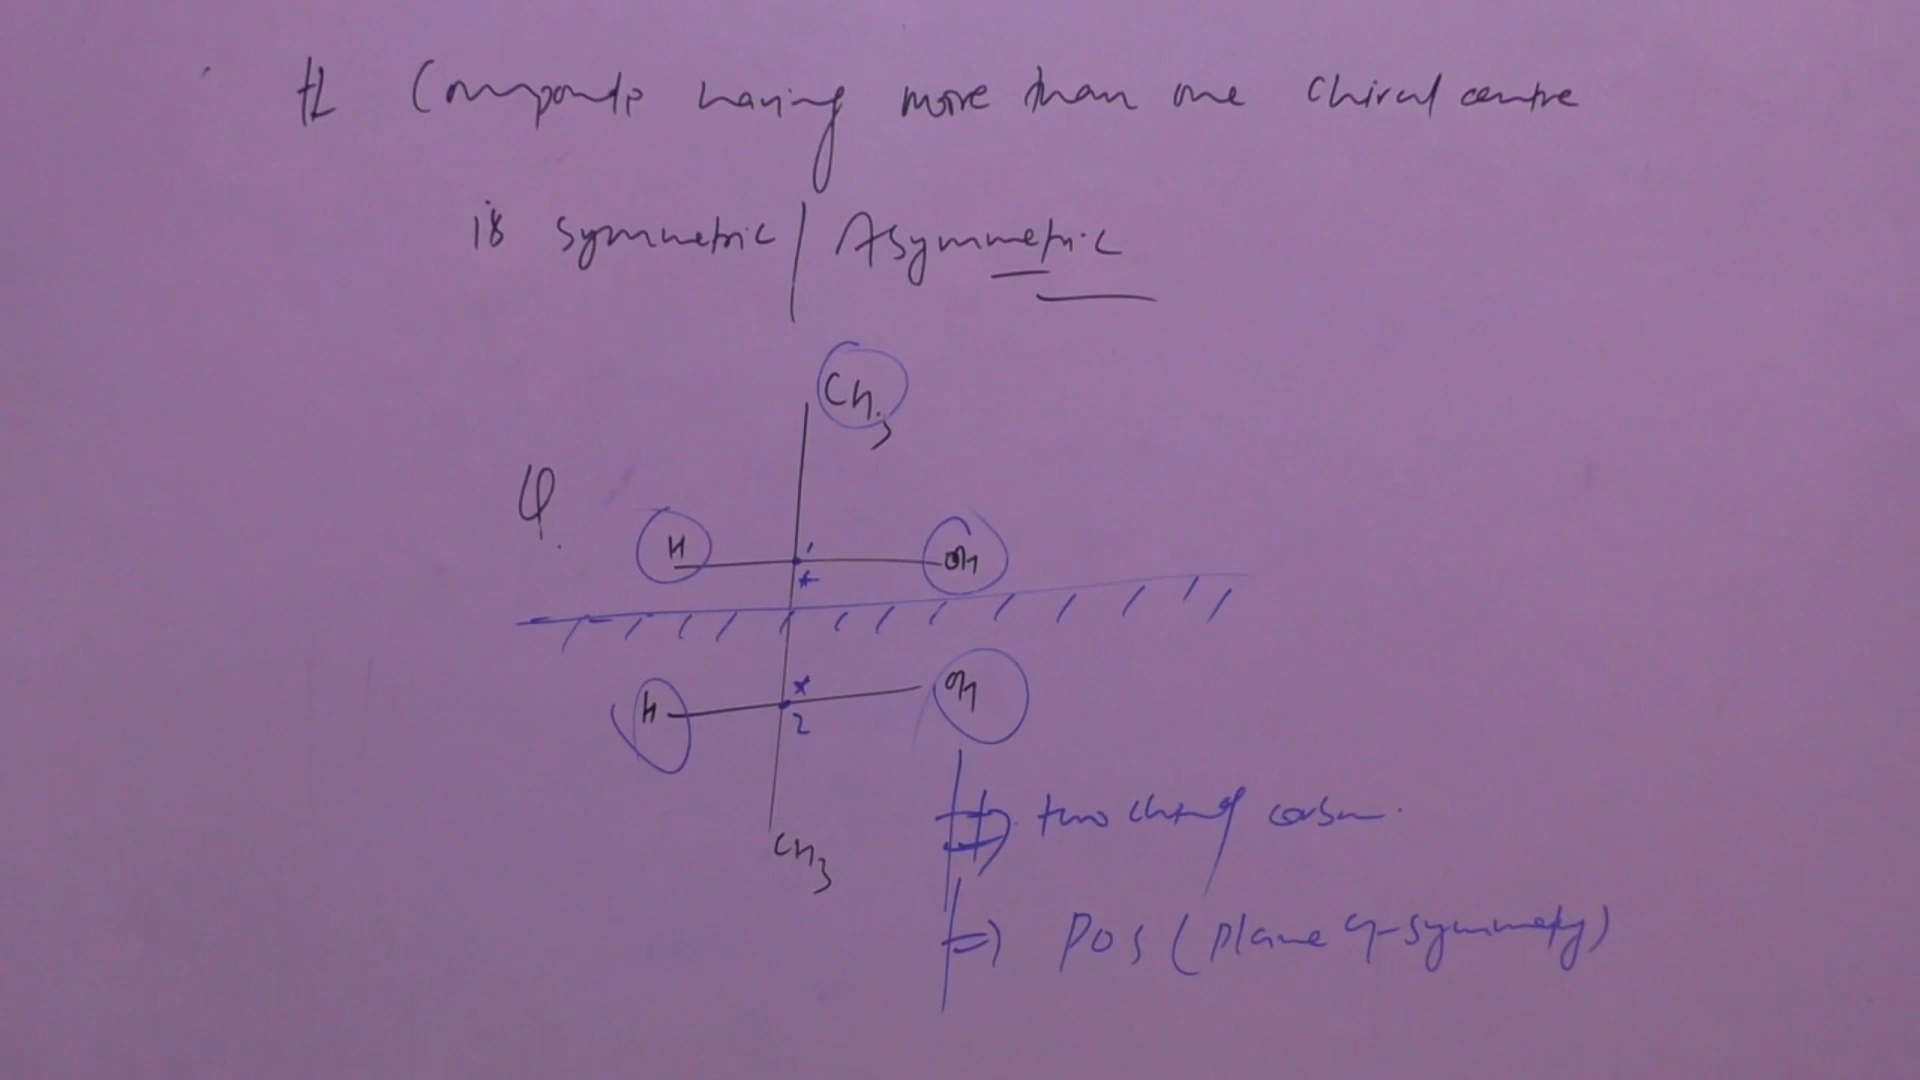 # Compounds having more than one chiral centre
is symmetric / Asymmetric
CH3
Q.
H 1 OH
*
*
H OH
2
CH3
=> two chiral carbon.
=> POS (plane of symmetry)